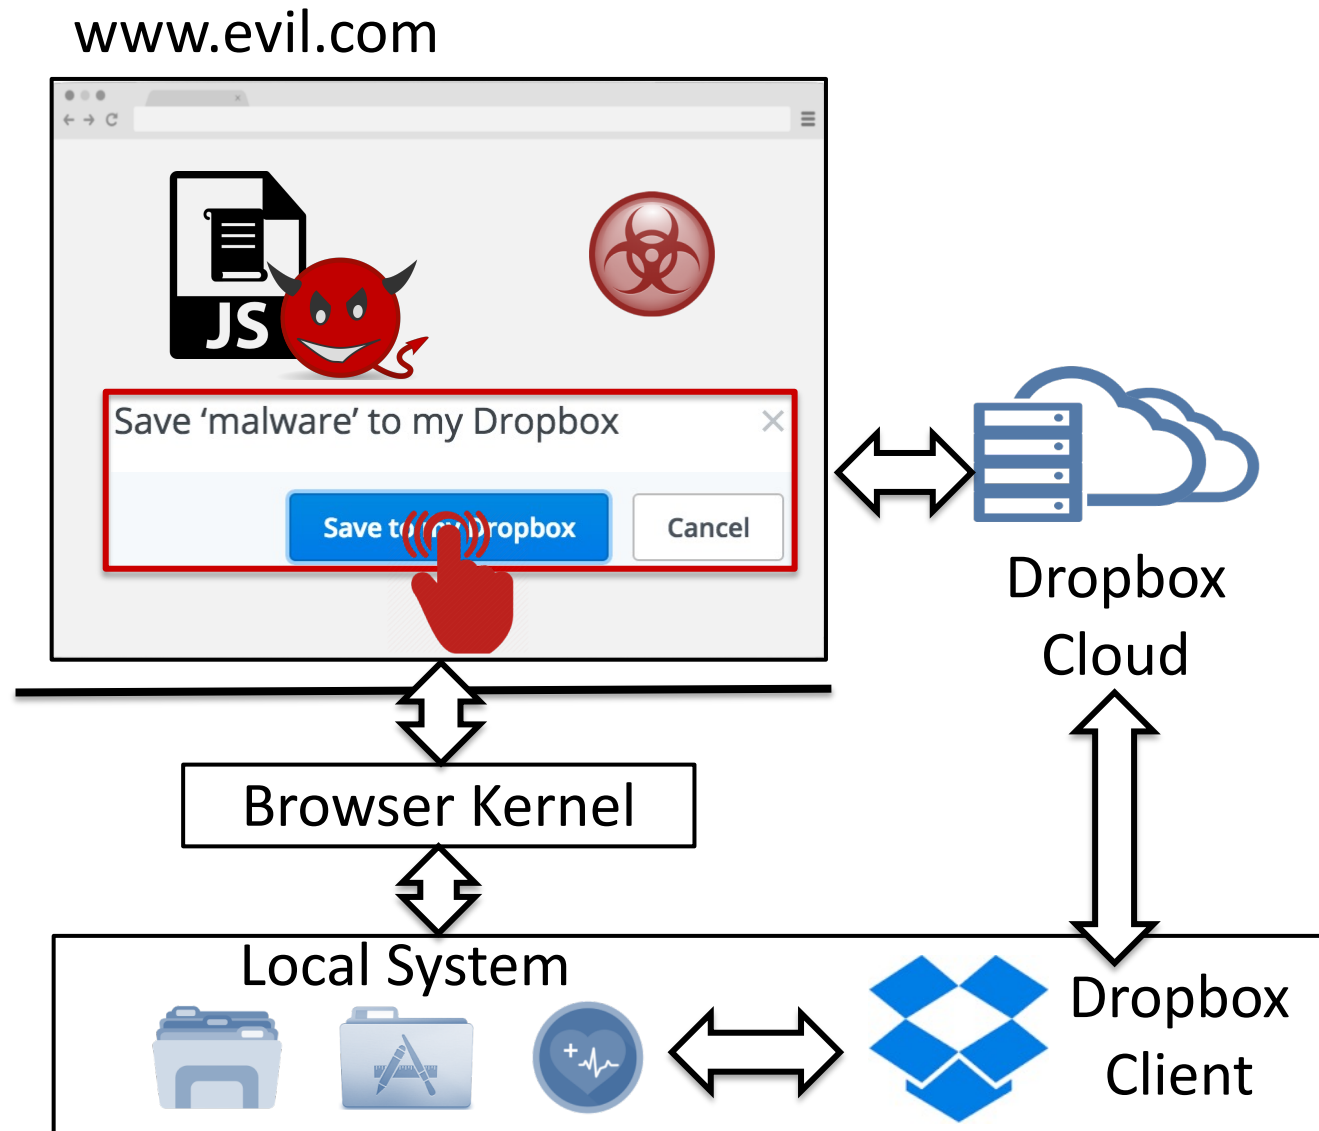 www.evil.com
JS
Save ‘malware’ to my Dropbox
Save to my Dropbox
Cancel
Dropbox
Cloud
Browser Kernel
Local System
Dropbox
Client